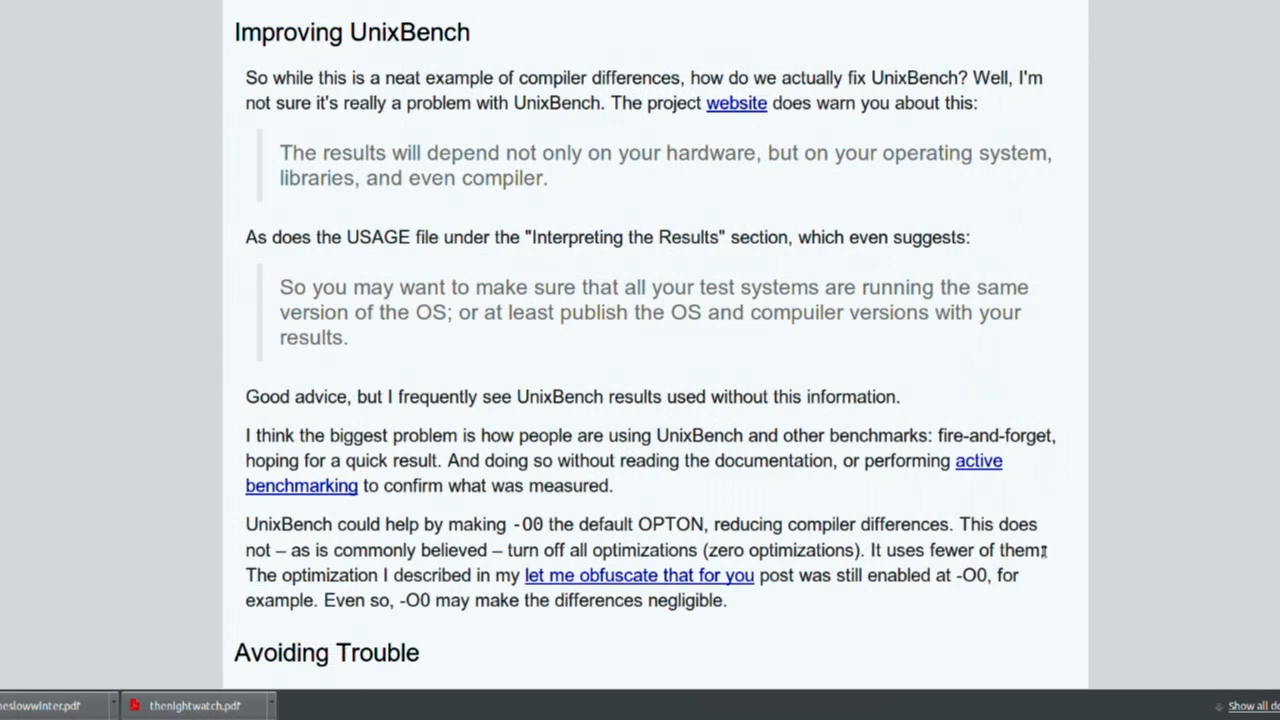 Improving UnixBench
So while this is a neat example of compiler differences, how do we actually fix UnixBench? Well, I'm
not sure it's really a problem with UnixBench. The project website does warn you about this:
The results will depend not only on your hardware, but on your operating system,
libraries, and even compiler.
As does the USAGE file under the "Interpreting the Results" section, which even suggests:
So you may want to make sure that all your test systems are running the same
version of the OS; or at least publish the OS and compuiler versions with your
results.
Good advice, but I frequently see UnixBench results used without this information.
I think the biggest problem is how people are using UnixBench and other benchmarks: fire-and-forget,
hoping for a quick result. And doing so without reading the documentation, or performing active
benchmarking to confirm what was measured.
UnixBench could help by making -O0 the default OPTON, reducing compiler differences. This does
not – as is commonly believed – turn off all optimizations (zero optimizations). It uses fewer of them.
The optimization I described in my let me obfuscate that for you post was still enabled at -O0, for
example. Even so, -O0 may make the differences negligible.
Avoiding Trouble
neslowwinter.pdf
thenightwatch.pdf
Show all do